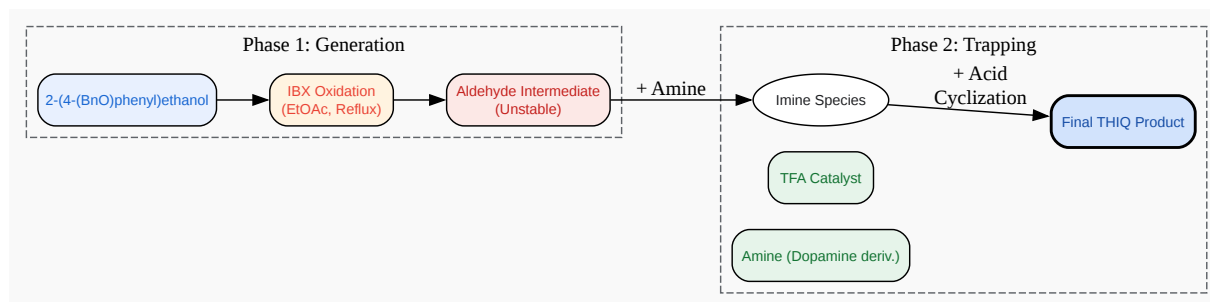 Phase 1: Generation
2-(4-(BnO)phenyl)ethanol
IBX Oxidation
(EtOAc, Reflux)
Aldehyde Intermediate
(Unstable)
+ Amine
Phase 2: Trapping
Imine Species
+ Acid
Cyclization
Final THIQ Product
TFA Catalyst
Amine (Dopamine deriv.)